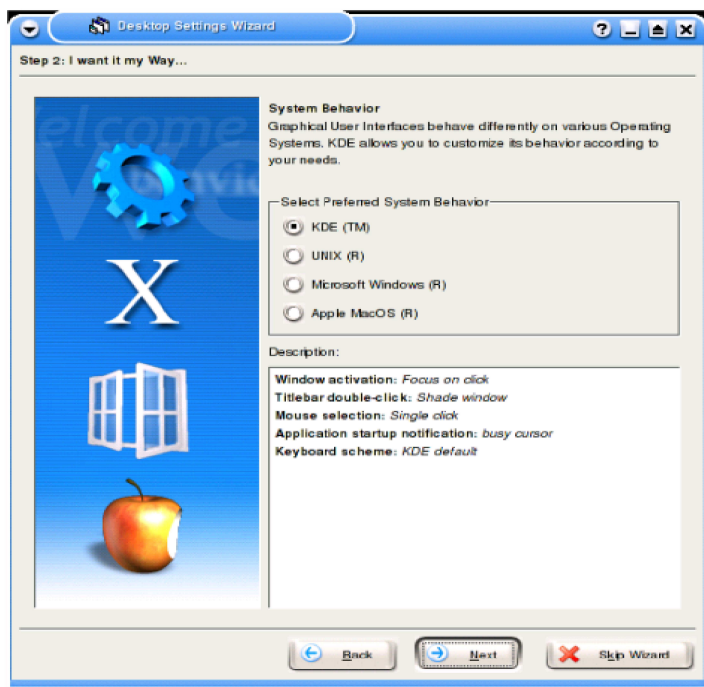 Desktop Settings Wizard
Step 2: I want it my Way...
System Behavior
Graphical User Interfaces behave differently on various Operating
Systems. KDE allows you to customize its behavior according to
your needs.
Select Preferred System Behavior
KDE (TM)
UNIX (R)
Microsoft Windows (R)
Apple MacOS (R)
Description:
Window activation: Focus on click
Titlebar double-click: Shade window
Mouse selection: Single click
Application startup notification: busy cursor
Keyboard scheme: KDE default
elcome
X
Back
Next
Skip Wizard